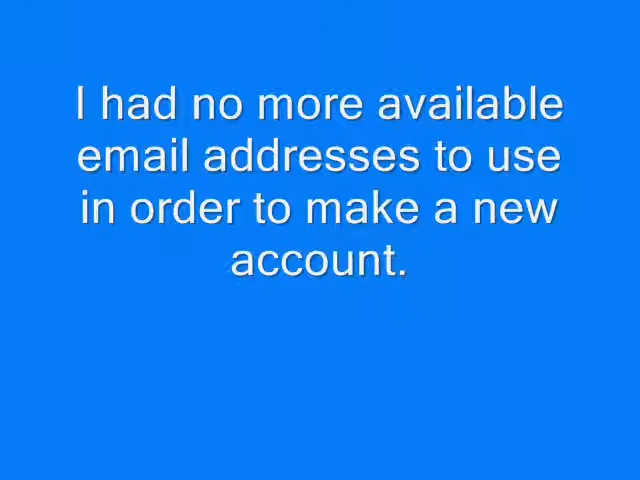 I had no more available
email addresses to use
in order to make a new
account.